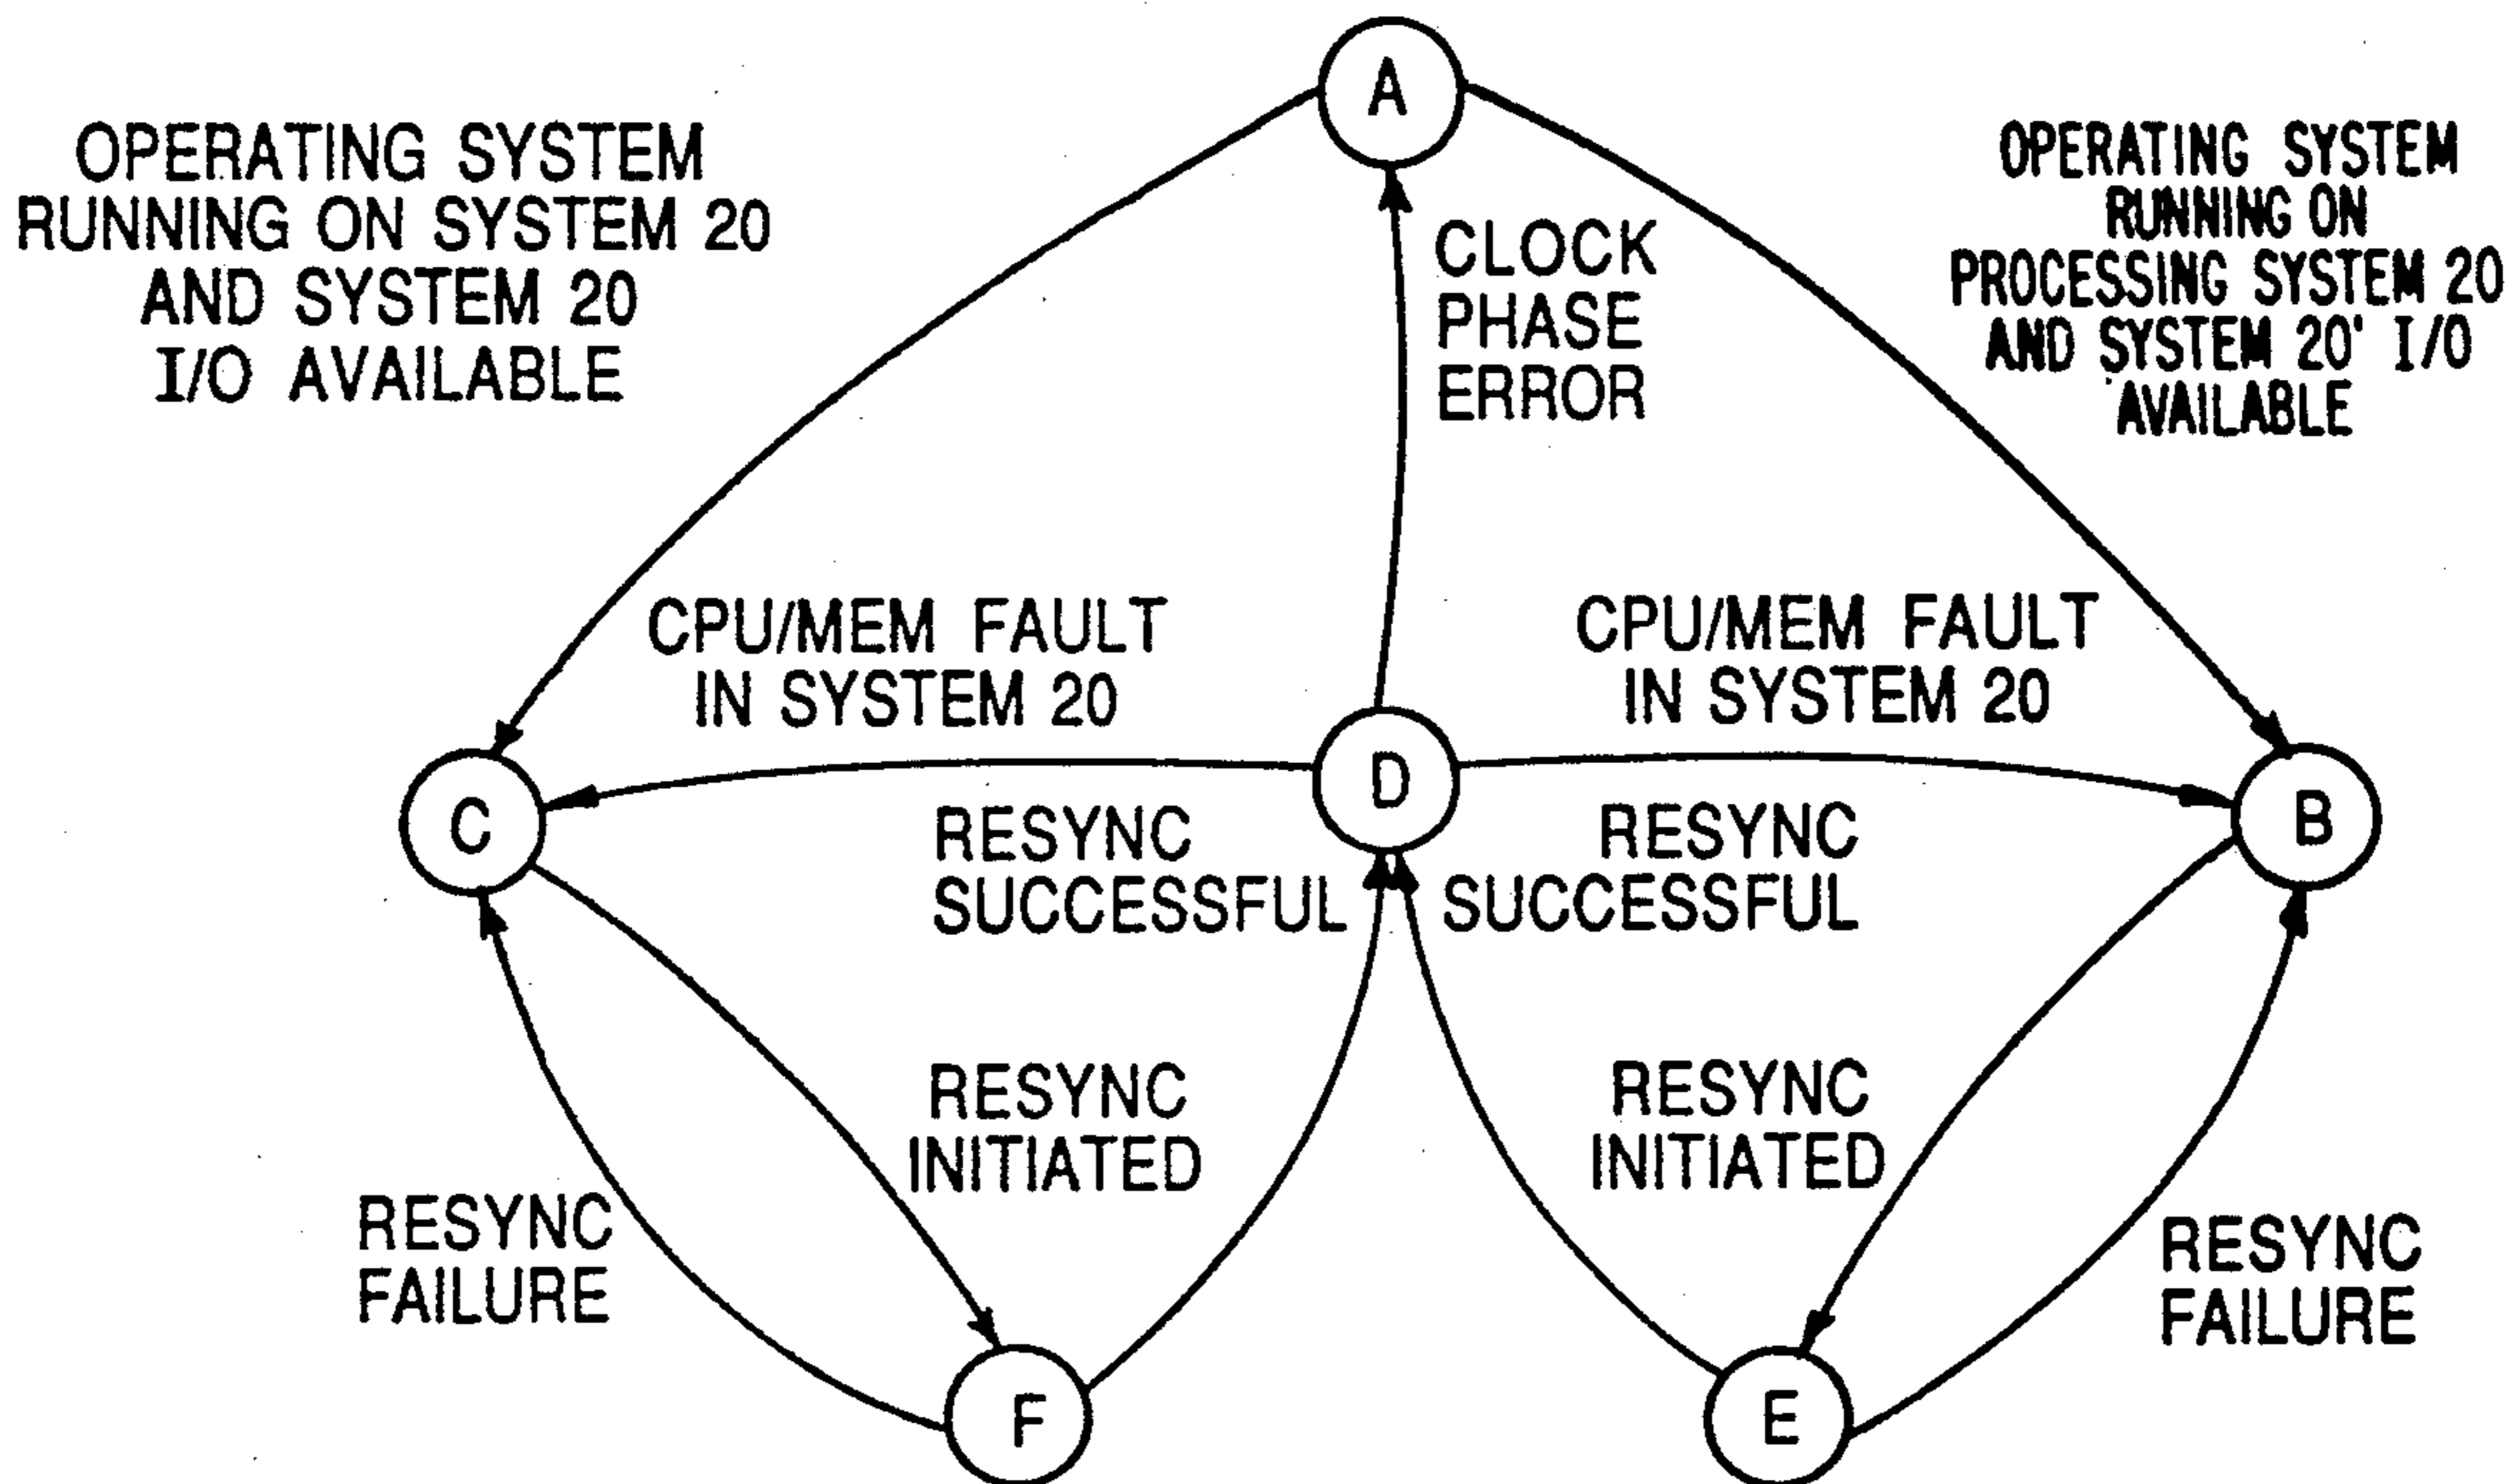 A
OPERATING SYSTEM
RUNNING ON SYSTEM 20
AND SYSTEM 20
I/O AVAILABLE
CLOCK
PHASE
ERROR
OPERATING SYSTEM
RUNNING ON
PROCESSING SYSTEM 20
AND SYSTEM 20' I/O
AVAILABLE
CPU/MEM FAULT
IN SYSTEM 20
CPU/MEM FAULT
IN SYSTEM 20
C
D
B
RESYNC
SUCCESSFUL
RESYNC
SUCCESSFUL
RESYNC
INITIATED
RESYNC
INITIATED
RESYNC
FAILURE
RESYNC
FAILURE
F
E